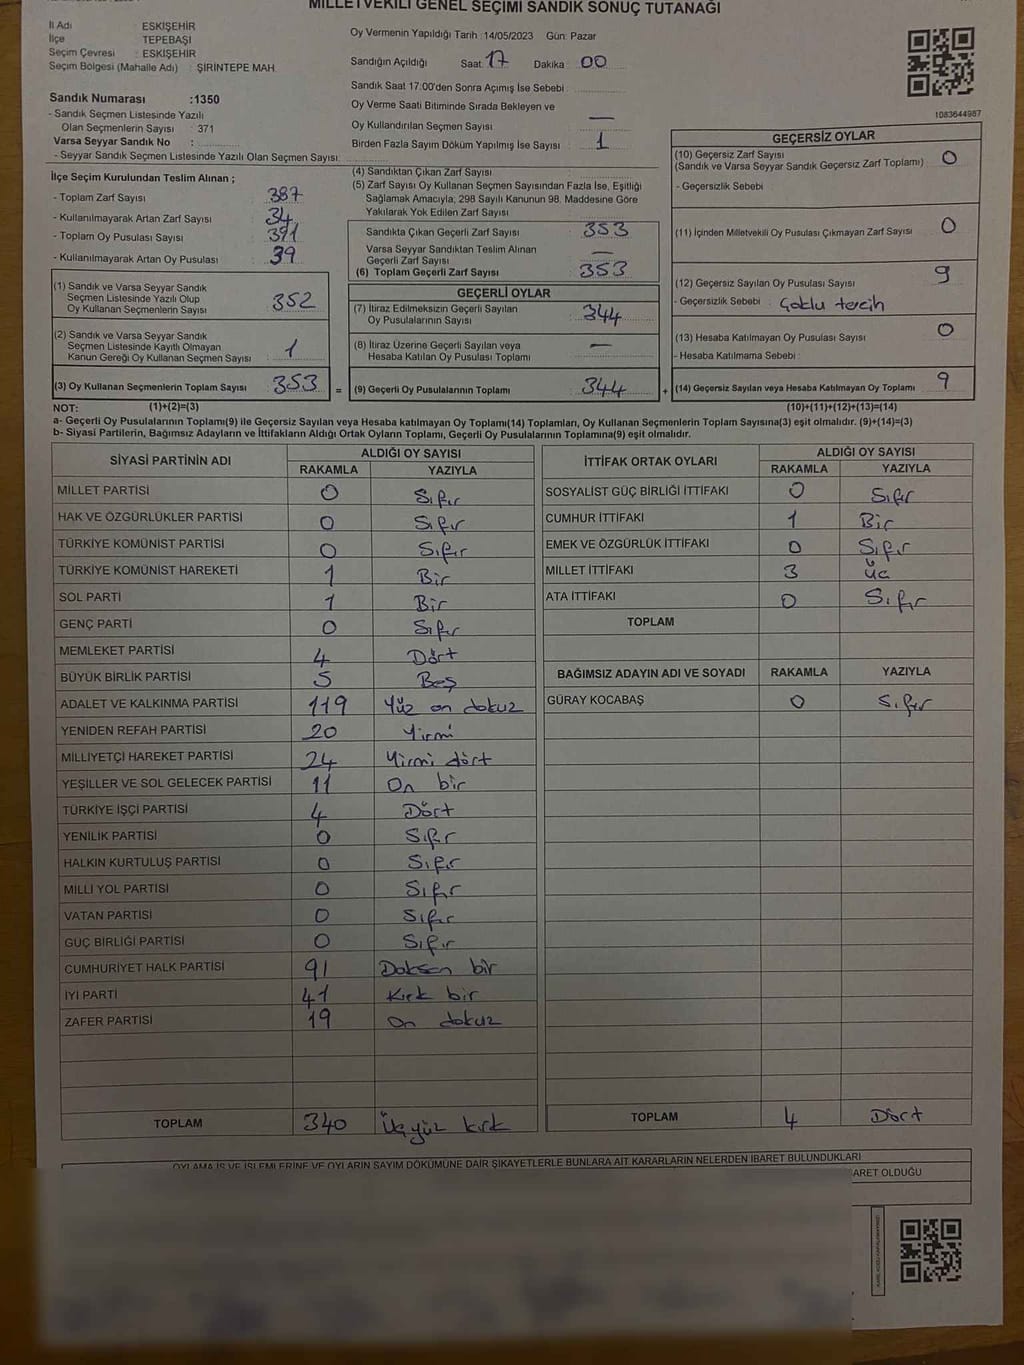 MİLLETVEKİLİ GENEL SEÇİMİ SANDIK SONUÇ TUTANAĞI
İl Adı : ESKİŞEHİR
İlçe : TEPEBAŞI
Seçim Çevresi : ESKİŞEHİR
Seçim Bölgesi (Mahalle Adı) : ŞİRİNTEPE MAH.
Sandık Numarası :1350
- Sandık Seçmen Listesinde Yazılı
Olan Seçmenlerin Sayısı : 371
Varsa Seyyar Sandık No :
- Seyyar Sandık Seçmen Listesinde Yazılı Olan Seçmen Sayısı:
Oy Vermenin Yapıldığı Tarih :14/05/2023 Gün: Pazar
Sandığın Açıldığı Saat: 17 Dakika : 00
Sandık Saat 17:00'den Sonra Açımış İse Sebebi :
Oy Verme Saati Bitiminde Sırada Bekleyen ve
Oy Kullandırılan Seçmen Sayısı : —
Birden Fazla Sayım Döküm Yapılmış İse Sayısı : 1
1083644987
İlçe Seçim Kurulundan Teslim Alınan ;
- Toplam Zarf Sayısı : 387
- Kullanılmayarak Artan Zarf Sayısı : 34
- Toplam Oy Pusulası Sayısı : 391
- Kullanılmayarak Artan Oy Pusulası : 39
(1) Sandık ve Varsa Seyyar Sandık
Seçmen Listesinde Yazılı Olup
Oy Kullanan Seçmenlerin Sayısı : 352
(2) Sandık ve Varsa Seyyar Sandık
Seçmen Listesinde Kayıtlı Olmayan
Kanun Gereği Oy Kullanan Seçmen Sayısı : 1
(3) Oy Kullanan Seçmenlerin Toplam Sayısı : 353 =
(4) Sandıktan Çıkan Zarf Sayısı :
(5) Zarf Sayısı Oy Kullanan Seçmen Sayısından Fazla İse, Eşitliği
Sağlamak Amacıyla; 298 Sayılı Kanunun 98. Maddesine Göre
Yakılarak Yok Edilen Zarf Sayısı :
Sandıkta Çıkan Geçerli Zarf Sayısı : 353
Varsa Seyyar Sandıktan Teslim Alınan
Geçerli Zarf Sayısı : —
(6) Toplam Geçerli Zarf Sayısı : 353
GEÇERLİ OYLAR
(7) İtiraz Edilmeksizin Geçerli Sayılan
Oy Pusulalarının Sayısı : 344
(8) İtiraz Üzerine Geçerli Sayılan veya
Hesaba Katılan Oy Pusulası Toplamı : —
(9) Geçerli Oy Pusulalarının Toplamı : 344 +
GEÇERSİZ OYLAR
(10) Geçersiz Zarf Sayısı
(Sandık ve Varsa Seyyar Sandık Geçersiz Zarf Toplamı) : 0
- Geçersizlik Sebebi :
(11) İçinden Milletvekili Oy Pusulası Çıkmayan Zarf Sayısı : 0
(12) Geçersiz Sayılan Oy Pusulası Sayısı : 9
- Geçersizlik Sebebi : Çoklu tercih
(13) Hesaba Katılmayan Oy Pusulası Sayısı : 0
- Hesaba Katılmama Sebebi :
(14) Geçersiz Sayılan veya Hesaba Katılmayan Oy Toplamı : 9
NOT: (1)+(2)=(3) (10)+(11)+(12)+(13)=(14)
a- Geçerli Oy Pusulalarının Toplamı(9) ile Geçersiz Sayılan veya Hesaba katılmayan Oy Toplamı(14) Toplamları, Oy Kullanan Seçmenlerin Toplam Sayısına(3) eşit olmalıdır. (9)+(14)=(3)
b- Siyasi Partilerin, Bağımsız Adayların ve İttifakların Aldığı Ortak Oyların Toplamı, Geçerli Oy Pusulalarının Toplamına(9) eşit olmalıdır.
SİYASİ PARTİNİN ADI ALDIĞI OY SAYISI
RAKAMLA YAZIYLA
MİLLET PARTİSİ 0 Sıfır
HAK VE ÖZGÜRLÜKLER PARTİSİ 0 Sıfır
TÜRKİYE KOMÜNİST PARTİSİ 0 Sıfır
TÜRKİYE KOMÜNİST HAREKETİ 1 Bir
SOL PARTİ 1 Bir
GENÇ PARTİ 0 Sıfır
MEMLEKET PARTİSİ 4 Dört
BÜYÜK BİRLİK PARTİSİ 5 Beş
ADALET VE KALKINMA PARTİSİ 119 Yüz on dokuz
YENİDEN REFAH PARTİSİ 20 Yirmi
MİLLİYETÇİ HAREKET PARTİSİ 24 Yirmi dört
YEŞİLLER VE SOL GELECEK PARTİSİ 11 On bir
TÜRKİYE İŞÇİ PARTİSİ 4 Dört
YENİLİK PARTİSİ 0 Sıfır
HALKIN KURTULUŞ PARTİSİ 0 Sıfır
MİLLİ YOL PARTİSİ 0 Sıfır
VATAN PARTİSİ 0 Sıfır
GÜÇ BİRLİĞİ PARTİSİ 0 Sıfır
CUMHURİYET HALK PARTİSİ 91 Doksan bir
İYİ PARTİ 41 Kırk bir
ZAFER PARTİSİ 19 On dokuz
TOPLAM 340 Üçyüz kırk
İTTİFAK ORTAK OYLARI ALDIĞI OY SAYISI
RAKAMLA YAZIYLA
SOSYALİST GÜÇ BİRLİĞİ İTTİFAKI 0 Sıfır
CUMHUR İTTİFAKI 1 Bir
EMEK VE ÖZGÜRLÜK İTTİFAKI 0 Sıfır
MİLLET İTTİFAKI 3 Üç
ATA İTTİFAKI 0 Sıfır
TOPLAM
BAĞIMSIZ ADAYIN ADI VE SOYADI RAKAMLA YAZIYLA
GÜRAY KOCABAŞ 0 Sıfır
TOPLAM 4 Dört
OYLAMA İŞ VE İŞLEMLERİNE VE OYLARIN SAYIM DÖKÜMÜNE DAİR ŞİKAYETLERLE BUNLARA AİT KARARLARIN NELERDEN İBARET BULUNDUKLARI
ARET OLDUĞU